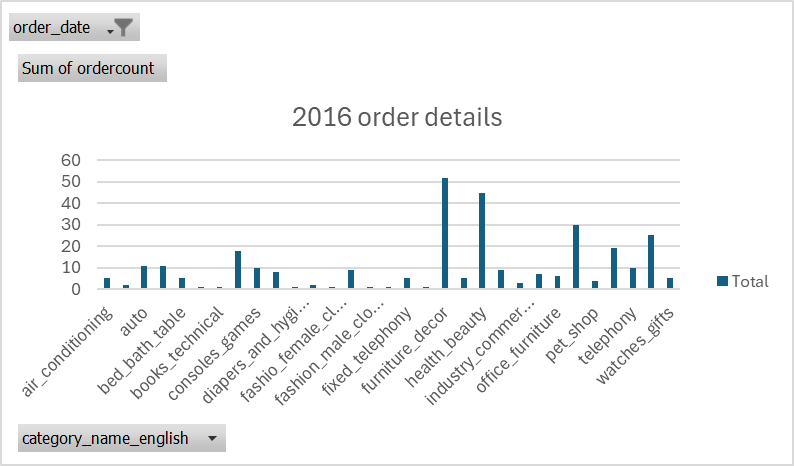 order_date
Sum of ordercount
2016 order details
60
50
40
30
20
10
0
air_conditioning
auto
bed_bath_table
books_technical
consoles_games
diapers_and_hygi...
fashio_female_cl...
fashion_male_clo...
fixed_telephony
furniture_decor
health_beauty
industry_commer...
office_furniture
pet_shop
telephony
watches_gifts
Total
category_name_english